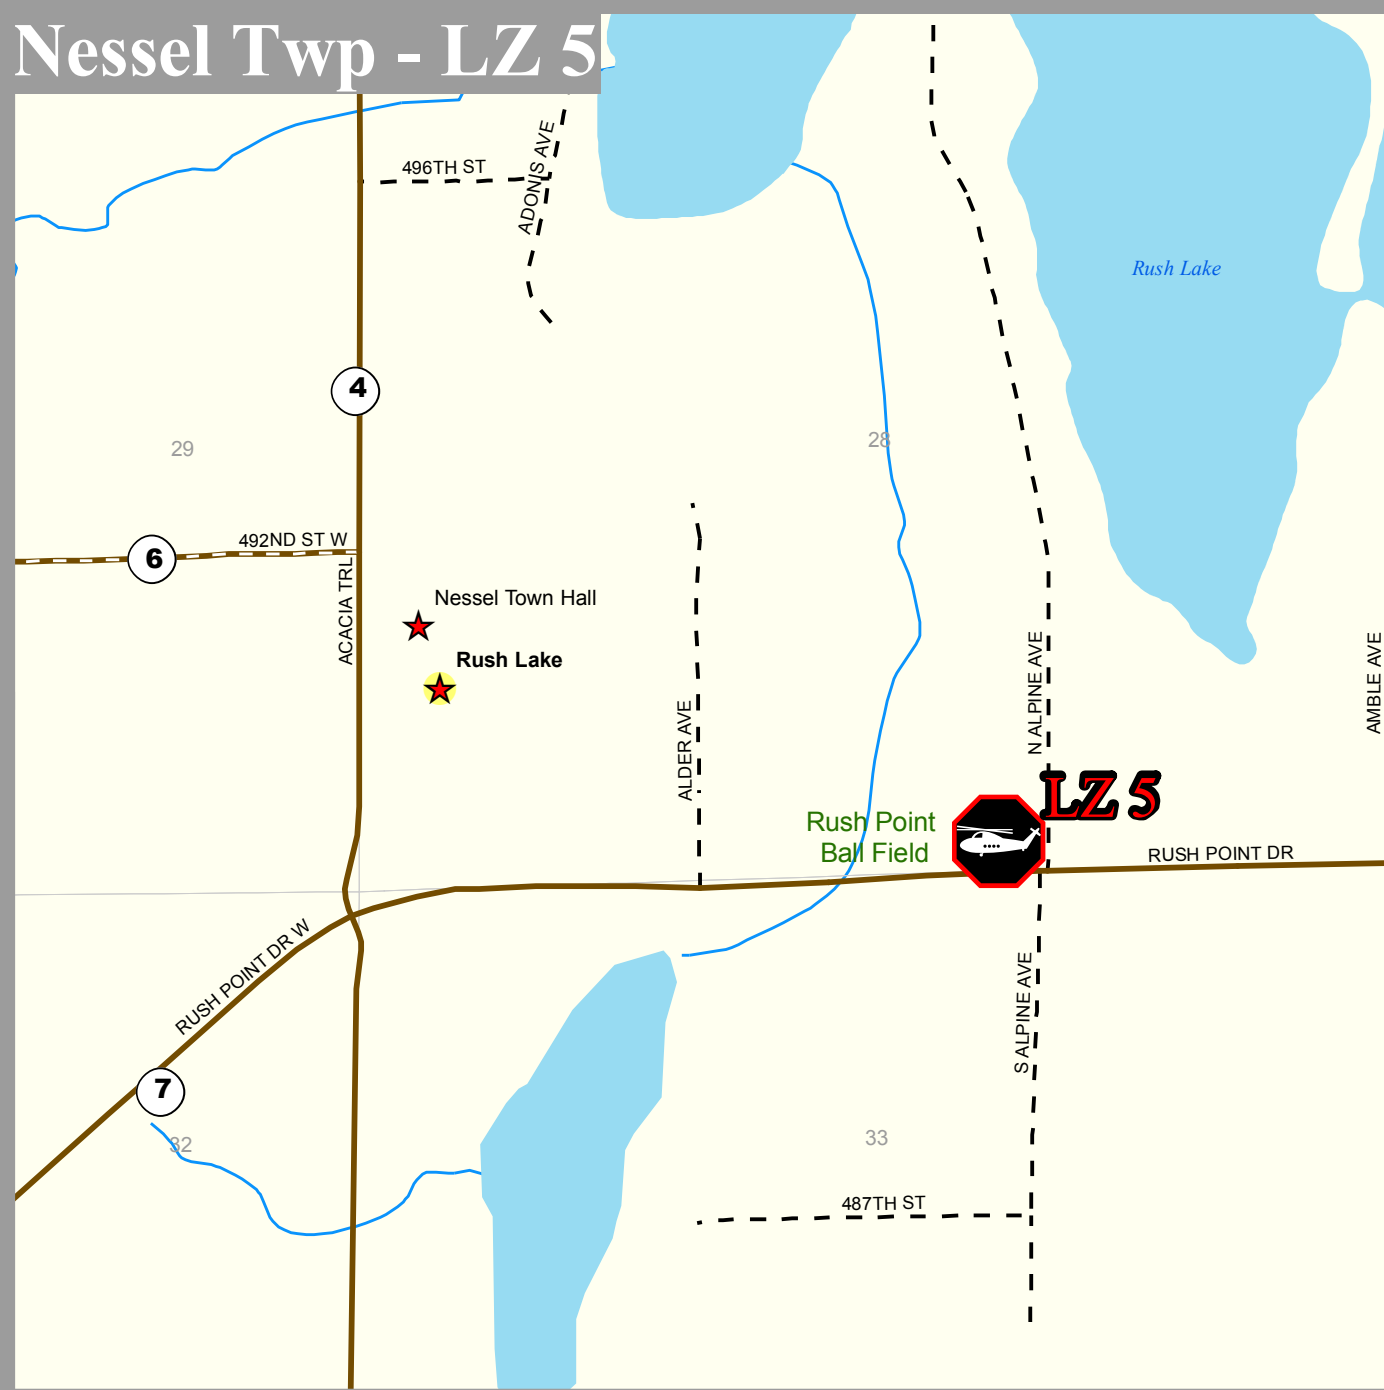 Nessel Twp - LZ 5
ADONIS AVE
496TH ST
Rush Lake
4
28
29
492ND ST W
6
ACACIA TRL
Nessel Town Hall
Rush Lake
N ALPINE AVE
AMBLE AVE
ALDER AVE
LZ 5
Rush Point
Ball Field
RUSH POINT DR
RUSH POINT DR W
S ALPINE AVE
7
32
33
487TH ST